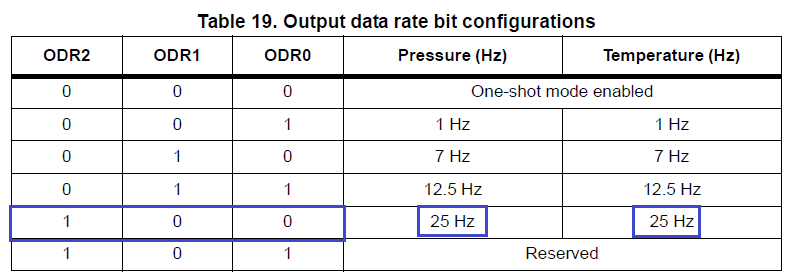 Table 19. Output data rate bit configurations
ODR2 ODR1 ODR0 Pressure (Hz) Temperature (Hz)
0 0 0 One-shot mode enabled
0 0 1 1 Hz 1 Hz
0 1 0 7 Hz 7 Hz
0 1 1 12.5 Hz 12.5 Hz
1 0 0 25 Hz 25 Hz
1 0 1 Reserved